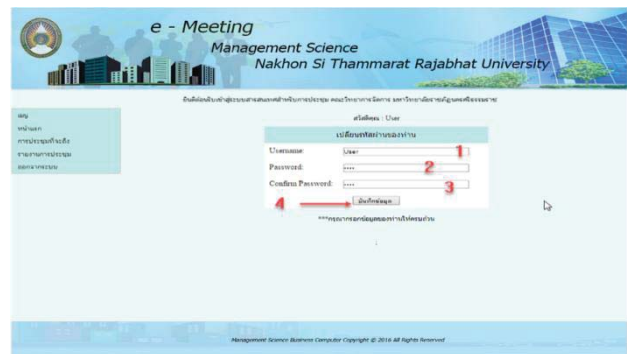 e - Meeting
Management Science
Nakhon Si Thammarat Rajabhat University
ยินดีต้อนรับเข้าสู่ระบบสารสนเทศสำหรับการประชุม คณะวิทยาการจัดการ มหาวิทยาลัยราชภัฏนครศรีธรรมราช
เมนู
หน้าแรก
การประชุมที่จะถึง
รายงานการประชุม
ออกจากระบบ
สวัสดีคุณ : User
เปลี่ยนรหัสผ่านของท่าน
Username: User 1
Password: •••• 2
Confirm Password: •••• 3
4 บันทึกข้อมูล
***กรุณากรอกข้อมูลของท่านให้ครบถ้วน
Management Science Business Computer Copyright © 2016 All Rights Reserved